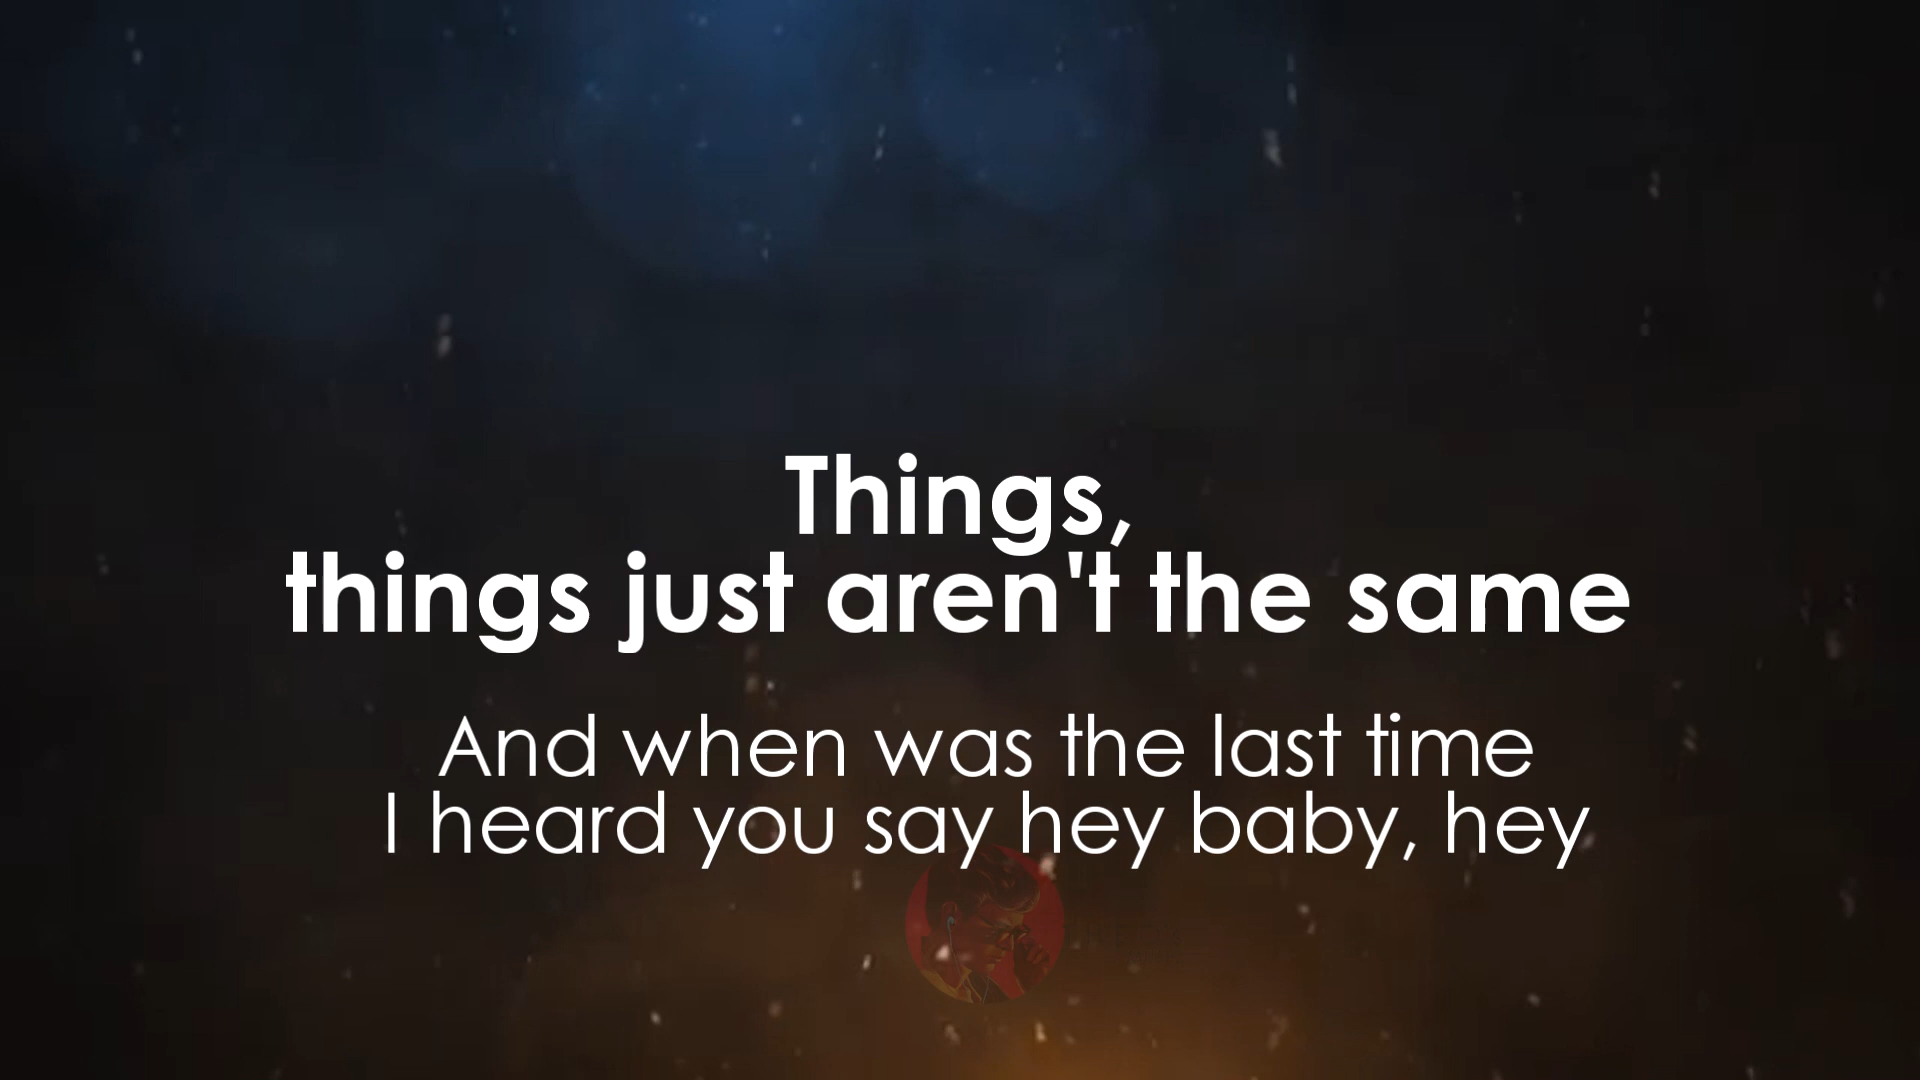 Things,
things just aren't the same
And when was the last time
I heard you say hey baby, hey